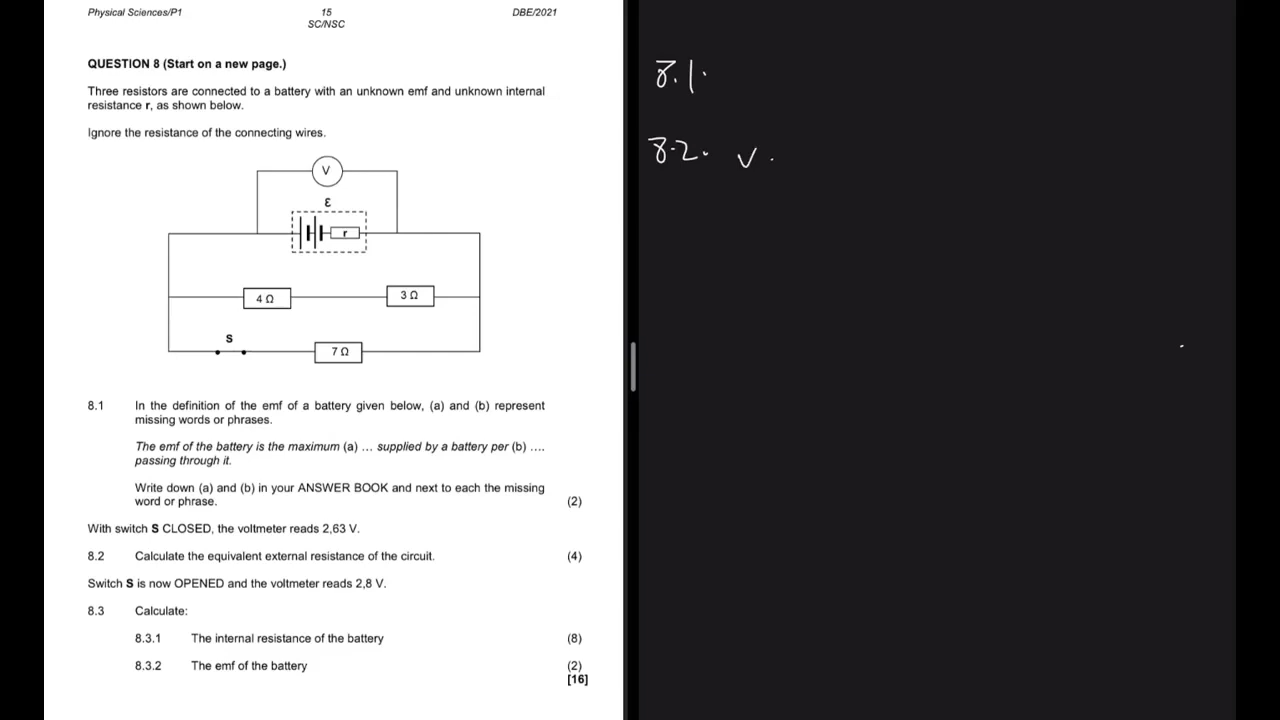 Physical Sciences/P1 15 DBE/2021
SC/NSC
QUESTION 8 (Start on a new page.)
Three resistors are connected to a battery with an unknown emf and unknown internal
resistance r, as shown below.
Ignore the resistance of the connecting wires.
V
ε
r
4 Ω 3 Ω
S
7 Ω
8.1 In the definition of the emf of a battery given below, (a) and (b) represent
missing words or phrases.
The emf of the battery is the maximum (a) ... supplied by a battery per (b) ....
passing through it.
Write down (a) and (b) in your ANSWER BOOK and next to each the missing
word or phrase. (2)
With switch S CLOSED, the voltmeter reads 2,63 V.
8.2 Calculate the equivalent external resistance of the circuit. (4)
Switch S is now OPENED and the voltmeter reads 2,8 V.
8.3 Calculate:
8.3.1 The internal resistance of the battery (8)
8.3.2 The emf of the battery (2)
[16]
8.1.
8.2. V.